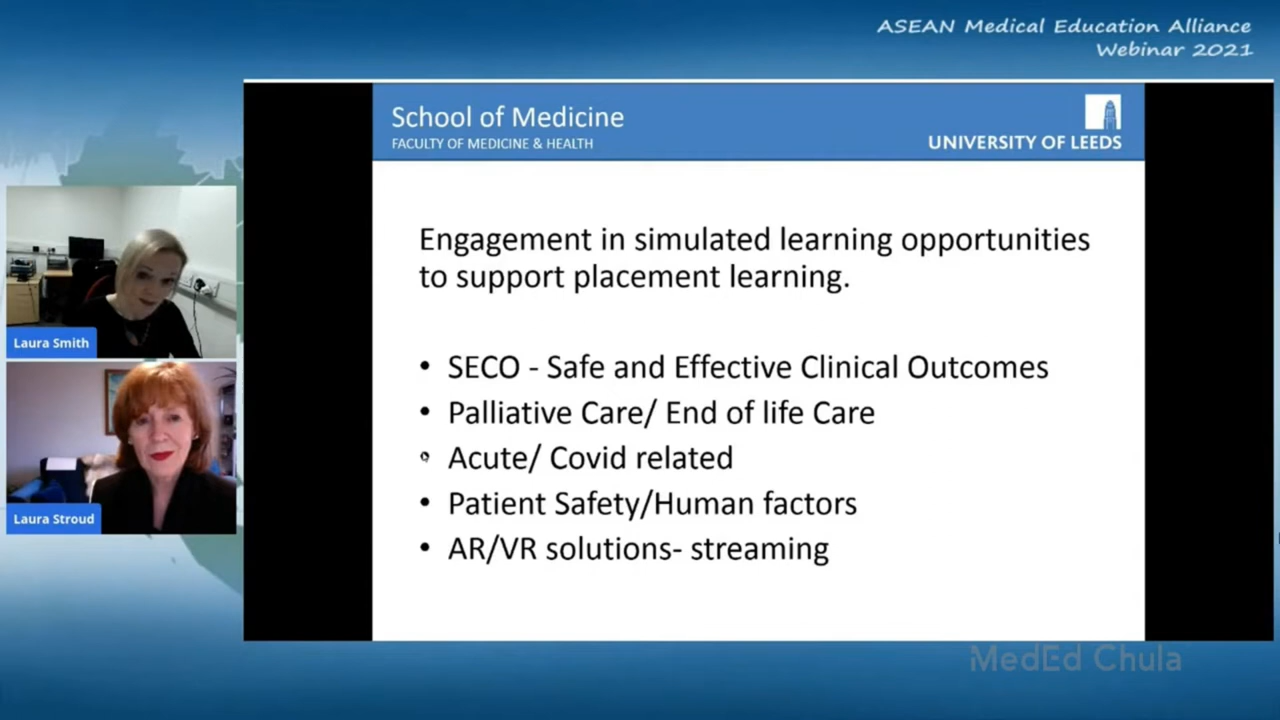 ASEAN Medical Education Alliance
Webinar 2021
School of Medicine
FACULTY OF MEDICINE & HEALTH
UNIVERSITY OF LEEDS
Engagement in simulated learning opportunities
to support placement learning.
• SECO - Safe and Effective Clinical Outcomes
• Palliative Care/ End of life Care
• Acute/ Covid related
• Patient Safety/Human factors
• AR/VR solutions- streaming
Laura Smith
Laura Stroud
MedEd Chula